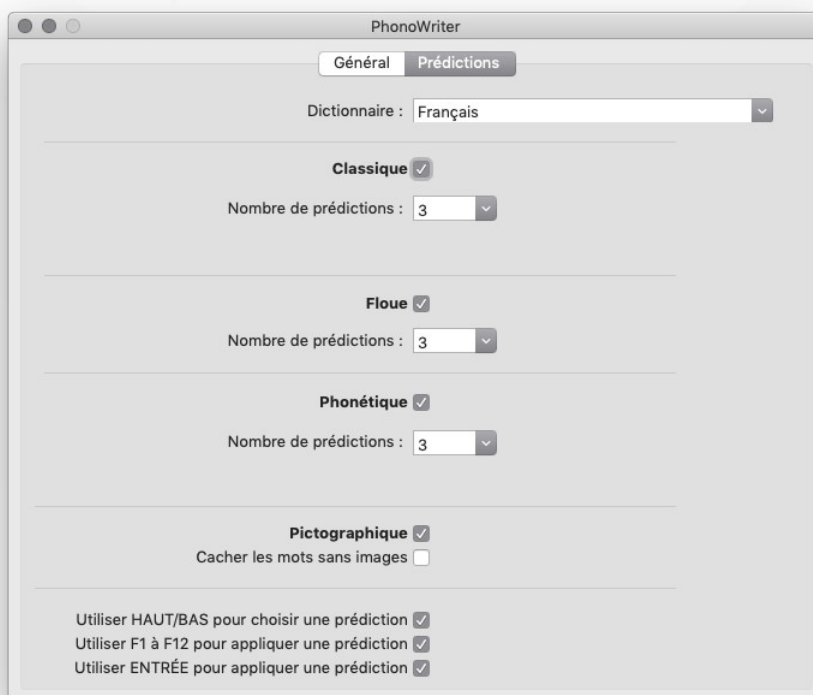 PhonoWriter
Général Prédictions
Dictionnaire : Français
Classique
Nombre de prédictions : 3
Floue
Nombre de prédictions : 3
Phonétique
Nombre de prédictions : 3
Pictographique
Cacher les mots sans images
Utiliser HAUT/BAS pour choisir une prédiction
Utiliser F1 à F12 pour appliquer une prédiction
Utiliser ENTRÉE pour appliquer une prédiction